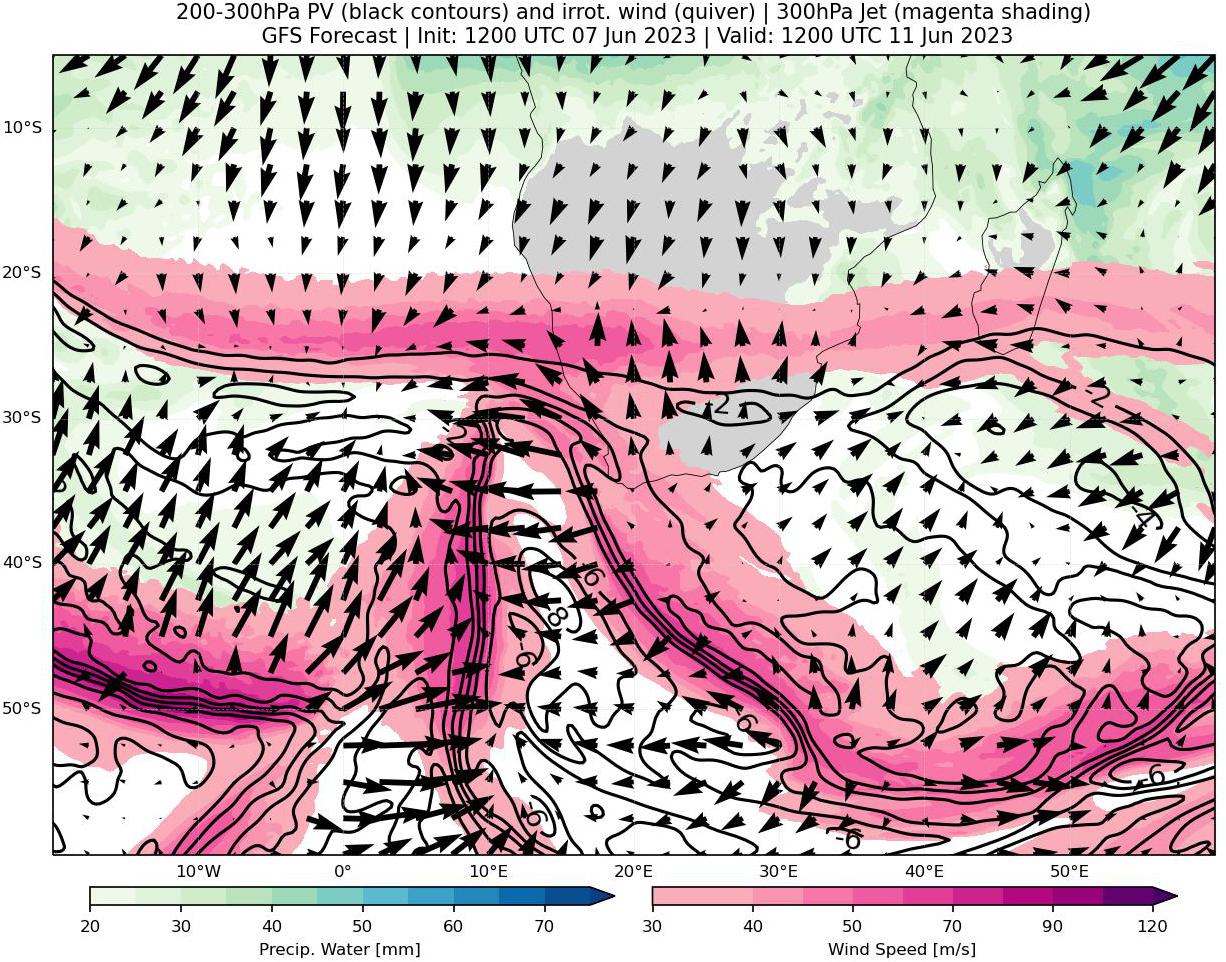 200-300hPa PV (black contours) and irrot. wind (quiver) | 300hPa Jet (magenta shading)
GFS Forecast | Init: 1200 UTC 07 Jun 2023 | Valid: 1200 UTC 11 Jun 2023
10°S
20°S
-2
-2
30°S
-2
-4
40°S
-6
-8
-6
50°S
-6
-6
-6
-6
10°W 0° 10°E 20°E 30°E 40°E 50°E
20 30 40 50 60 70
30 40 50 70 90 120
Precip. Water [mm]
Wind Speed [m/s]